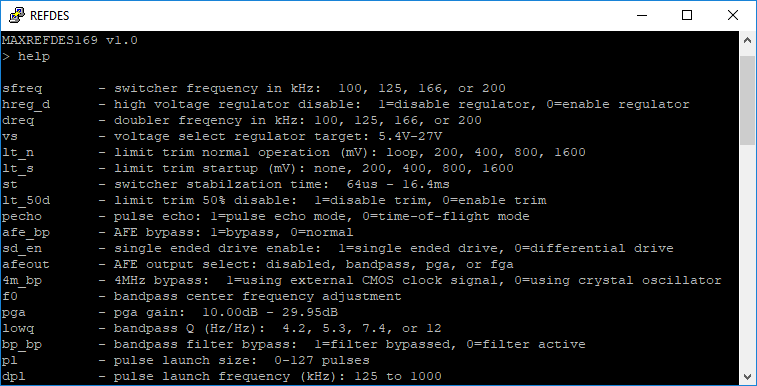 REFDES
MAXREFDES169 v1.0
> help
sfreq - switcher frequency in kHz: 100, 125, 166, or 200
hreg_d - high voltage regulator disable: 1=disable regulator, 0=enable regulator
dreq - doubler freqency in kHz: 100, 125, 166, or 200
vs - voltage select regulator target: 5.4V-27V
lt_n - limit trim normal operation (mV): loop, 200, 400, 800, 1600
lt_s - limit trim startup (mV): none, 200, 400, 800, 1600
st - switcher stabilzation time: 64us - 16.4ms
lt_50d - limit trim 50% disable: 1=disable trim, 0=enable trim
pecho - pulse echo: 1=pulse echo mode, 0=time-of-flight mode
afe_bp - AFE bypass: 1=bypass, 0=normal
sd_en - single ended drive enable: 1=single ended drive, 0=differential drive
afeout - AFE output select: disabled, bandpass, pga, or fga
4m_bp - 4MHz bypass: 1=using external CMOS clock signal, 0=using crystal oscillator
f0 - bandpass center frequency adjustment
pga - pga gain: 10.00dB - 29.95dB
lowq - bandpass Q (Hz/Hz): 4.2, 5.3, 7.4, or 12
bp_bp - bandpass filter bypass: 1=filter bypassed, 0=filter active
pl - pulse launch size: 0-127 pulses
dpl - pulse launch frequency (kHz): 125 to 1000